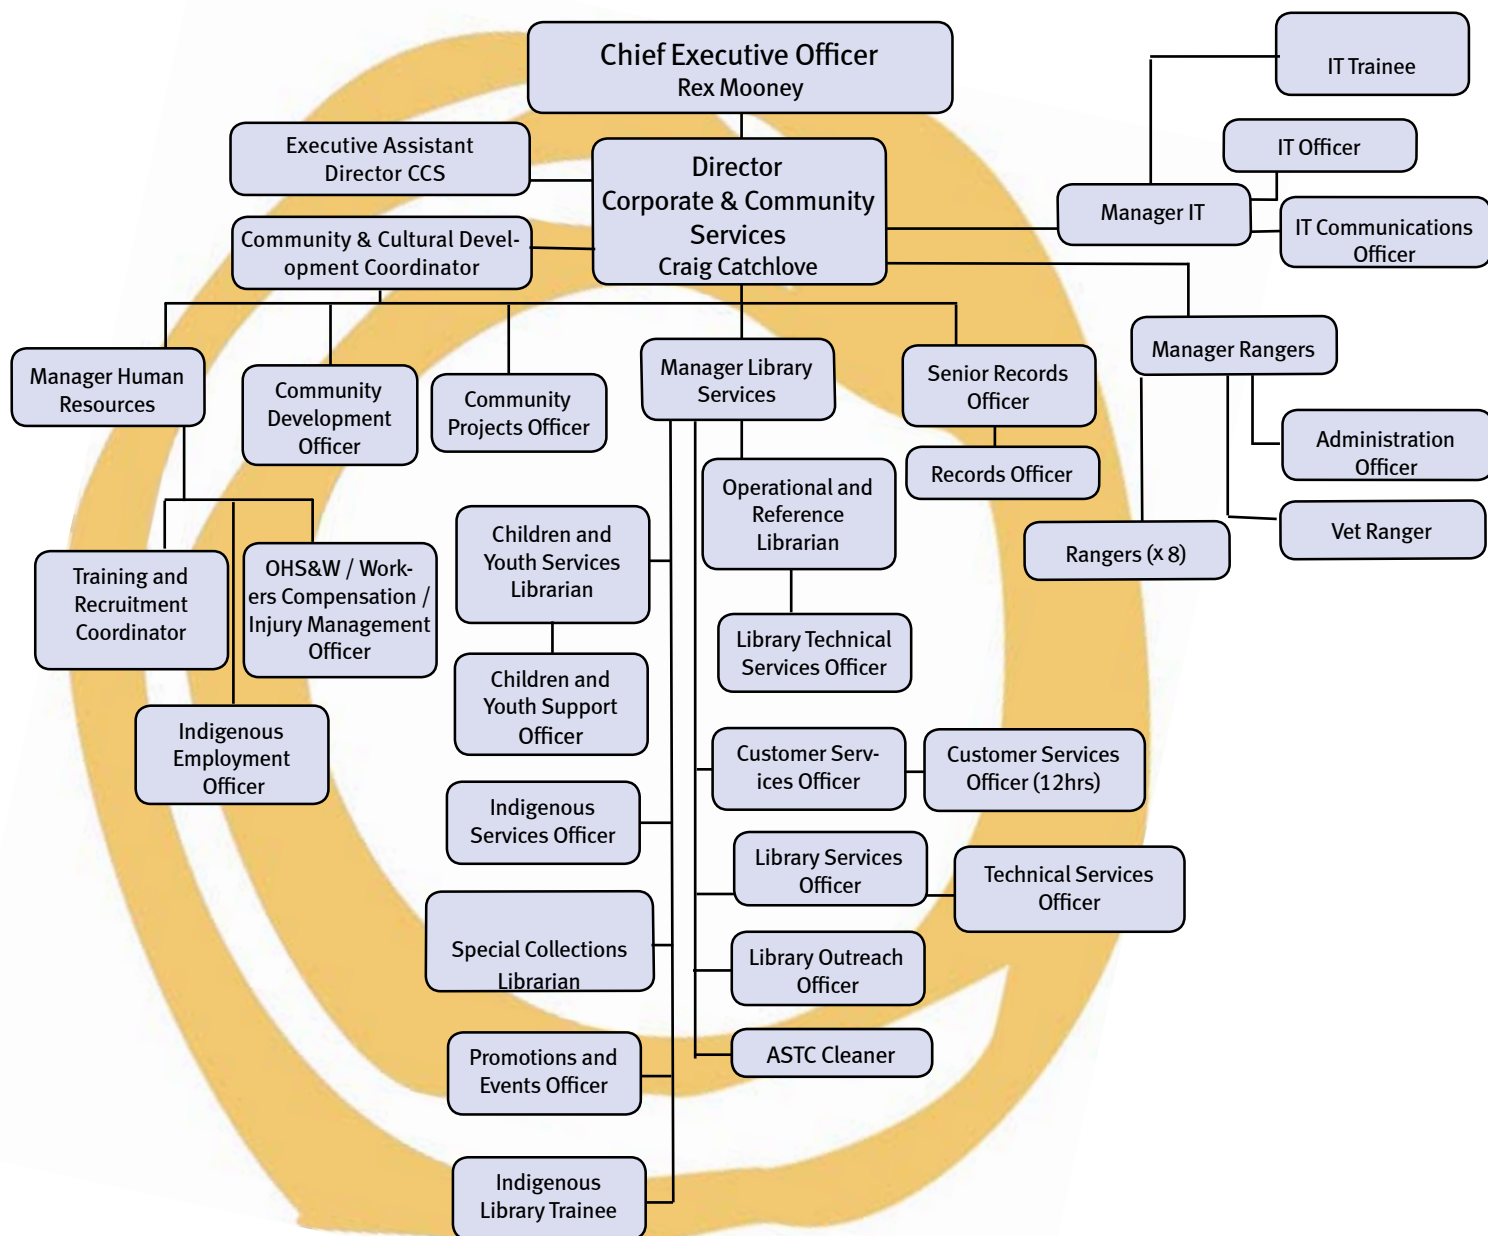 Chief Executive Officer
Rex Mooney
IT Trainee
Executive Assistant
Director CCS
Director
Corporate & Community
Services
Craig Catchlove
IT Officer
Manager IT
IT Communications
Officer
Community & Cultural Devel-
opment Coordinator
Manager Rangers
Manager Human
Resources
Community
Development
Officer
Community
Projects Officer
Manager Library
Services
Senior Records
Officer
Records Officer
Administration
Officer
Vet Ranger
Rangers (x 8)
Operational and
Reference
Librarian
Children and
Youth Services
Librarian
Training and
Recruitment
Coordinator
OHS&W / Work-
ers Compensation /
Injury Management
Officer
Library Technical
Services Officer
Children and
Youth Support
Officer
Indigenous
Employment
Officer
Customer Serv-
ices Officer
Customer Services
Officer (12hrs)
Indigenous
Services Officer
Library Services
Officer
Technical Services
Officer
Special Collections
Librarian
Library Outreach
Officer
Promotions and
Events Officer
ASTC Cleaner
Indigenous
Library Trainee